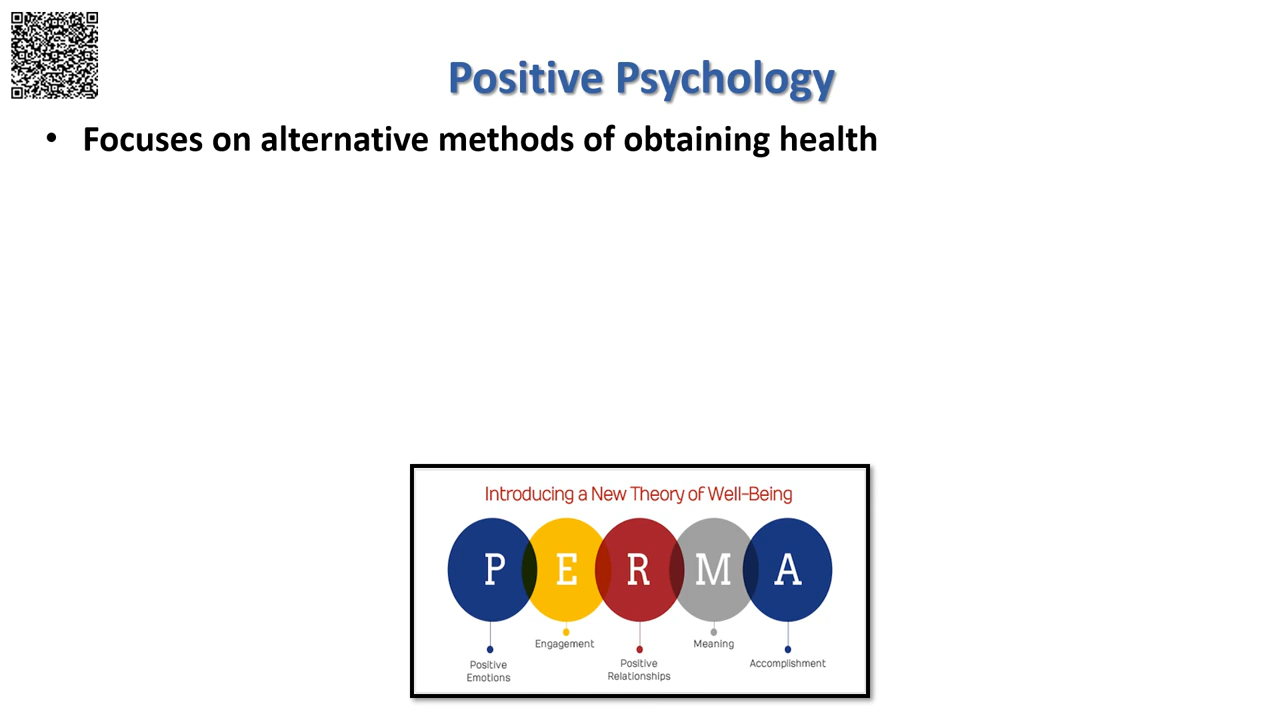 Positive Psychology
• Focuses on alternative methods of obtaining health
Introducing a New Theory of Well-Being
P E R M A
Engagement
Meaning
Positive
Emotions
Positive
Relationships
Accomplishment